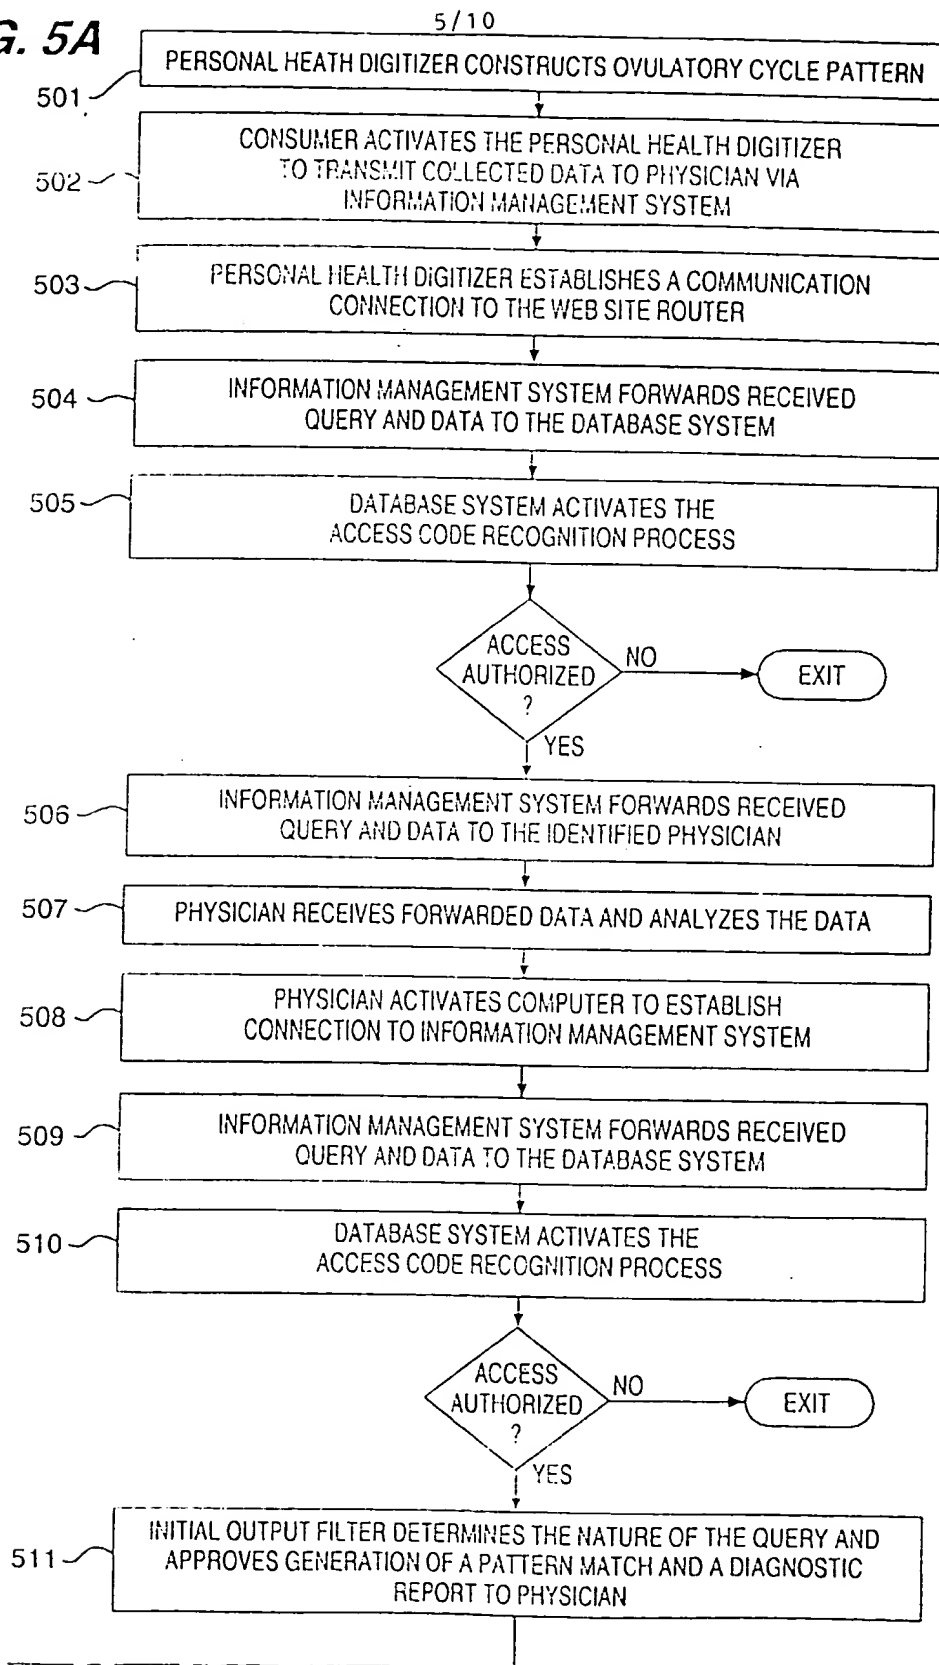 5/10
G. 5A
PERSONAL HEATH DIGITIZER CONSTRUCTS OVULATORY CYCLE PATTERN
501
CONSUMER ACTIVATES THE PERSONAL HEALTH DIGITIZER
TO TRANSMIT COLLECTED DATA TO PHYSICIAN VIA
INFORMATION MANAGEMENT SYSTEM
502
PERSONAL HEALTH DIGITIZER ESTABLISHES A COMMUNICATION
CONNECTION TO THE WEB SITE ROUTER
503
INFORMATION MANAGEMENT SYSTEM FORWARDS RECEIVED
QUERY AND DATA TO THE DATABASE SYSTEM
504
DATABASE SYSTEM ACTIVATES THE
ACCESS CODE RECOGNITION PROCESS
505
ACCESS
AUTHORIZED
?
NO
EXIT
YES
INFORMATION MANAGEMENT SYSTEM FORWARDS RECEIVED
QUERY AND DATA TO THE IDENTIFIED PHYSICIAN
506
PHYSICIAN RECEIVES FORWARDED DATA AND ANALYZES THE DATA
507
PHYSICIAN ACTIVATES COMPUTER TO ESTABLISH
CONNECTION TO INFORMATION MANAGEMENT SYSTEM
508
INFORMATION MANAGEMENT SYSTEM FORWARDS RECEIVED
QUERY AND DATA TO THE DATABASE SYSTEM
509
DATABASE SYSTEM ACTIVATES THE
ACCESS CODE RECOGNITION PROCESS
510
ACCESS
AUTHORIZED
?
NO
EXIT
YES
INITIAL OUTPUT FILTER DETERMINES THE NATURE OF THE QUERY AND
APPROVES GENERATION OF A PATTERN MATCH AND A DIAGNOSTIC
REPORT TO PHYSICIAN
511